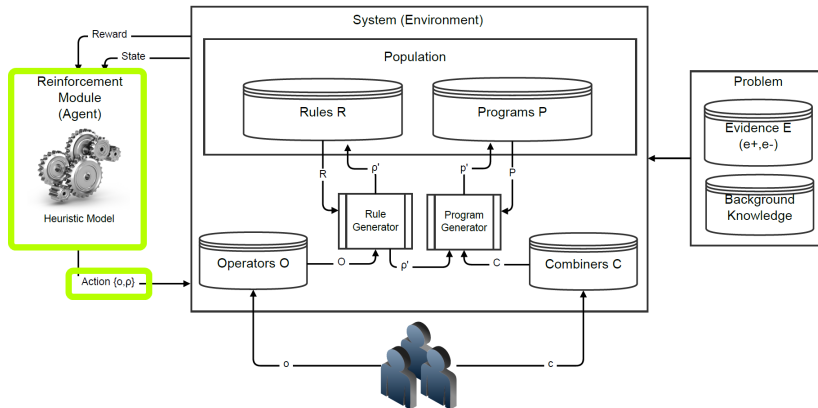 System (Environment)
Reward
State
Population
Reinforcement
Module
(Agent)
Problem
Rules R
Programs P
Evidence E
(e+,e-)
R
ρ'
p'
P
Heuristic Model
Rule
Generator
Program
Generator
Background
Knowledge
Operators O
O
ρ'
C
Combiners C
Action {o,ρ}
o
c